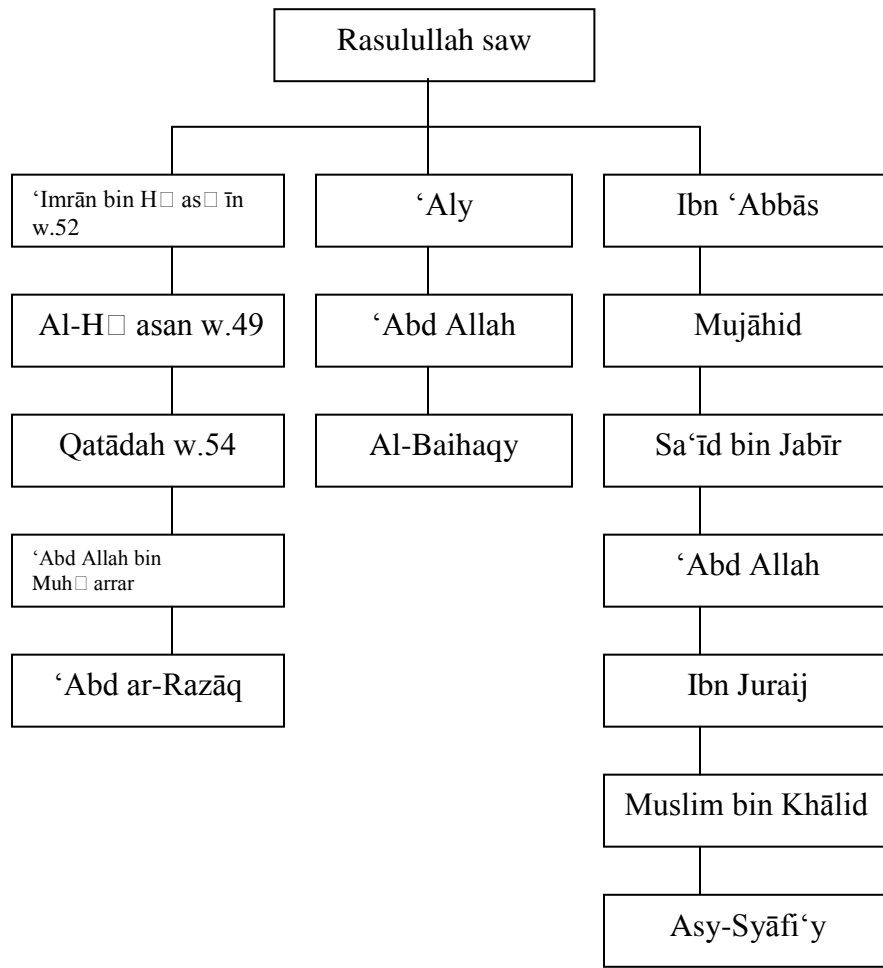 Rasulullah saw
‘Imrān bin H□ as□ īn
w.52
‘Aly
Ibn ‘Abbās
Al-H□ asan w.49
‘Abd Allah
Mujāhid
Qatādah w.54
Al-Baihaqy
Sa‘īd bin Jabīr
‘Abd Allah bin
Muh□ arrar
‘Abd Allah
‘Abd ar-Razāq
Ibn Juraij
Muslim bin Khālid
Asy-Syāfi‘y